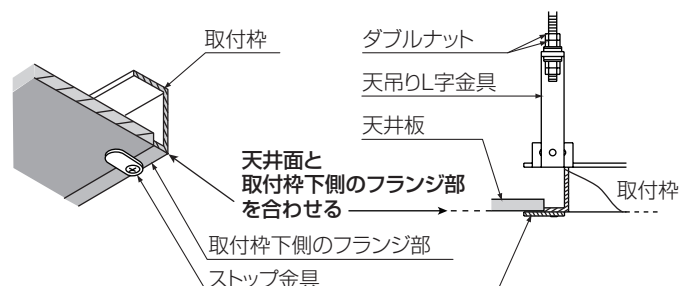 取付枠
ダブルナット
天吊りL字金具
天井板
天井面と
取付枠下側のフランジ部
を合わせる
取付枠
取付枠下側のフランジ部
ストップ金具